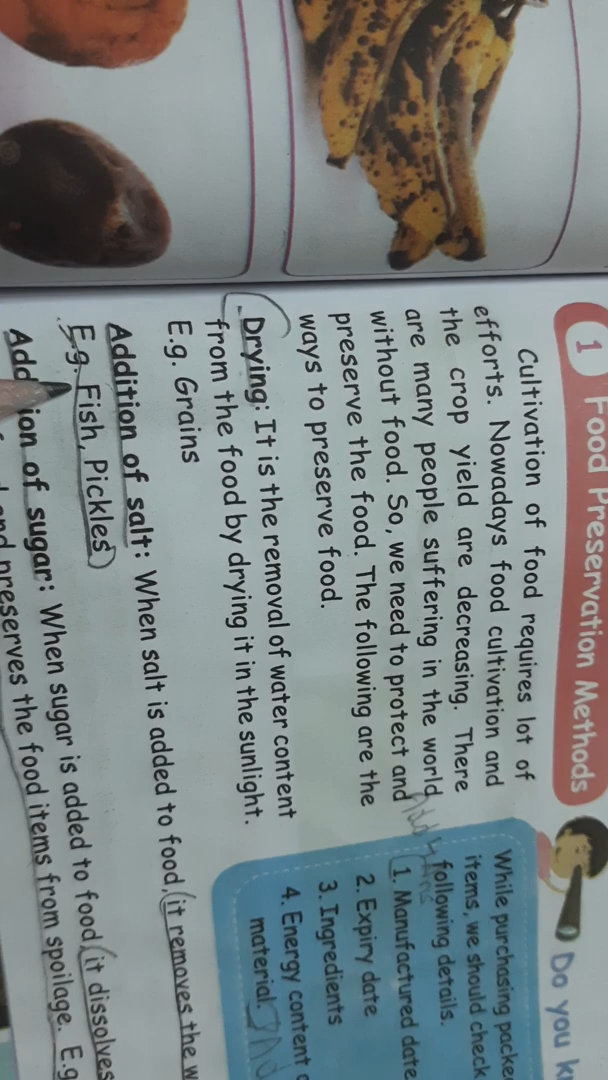 1 Food Preservation Methods
Cultivation of food requires lot of
efforts. Nowadays food cultivation and
the crop yield are decreasing. There
are many people suffering in the world
without food. So, we need to protect and
preserve the food. The following are the
ways to preserve food.
Drying: It is the removal of water content
from the food by drying it in the sunlight.
E.g. Grains
Addition of salt: When salt is added to food, it removes the
E.g. Fish, Pickles
of sugar: When sugar is added to food, it dissolves
preserves the food items from spoilage. E.g
Do you
While purchasing
items, we should check
following details.
1. Manufactured date
2. Expiry date
3. Ingredients
4. Energy content
material.